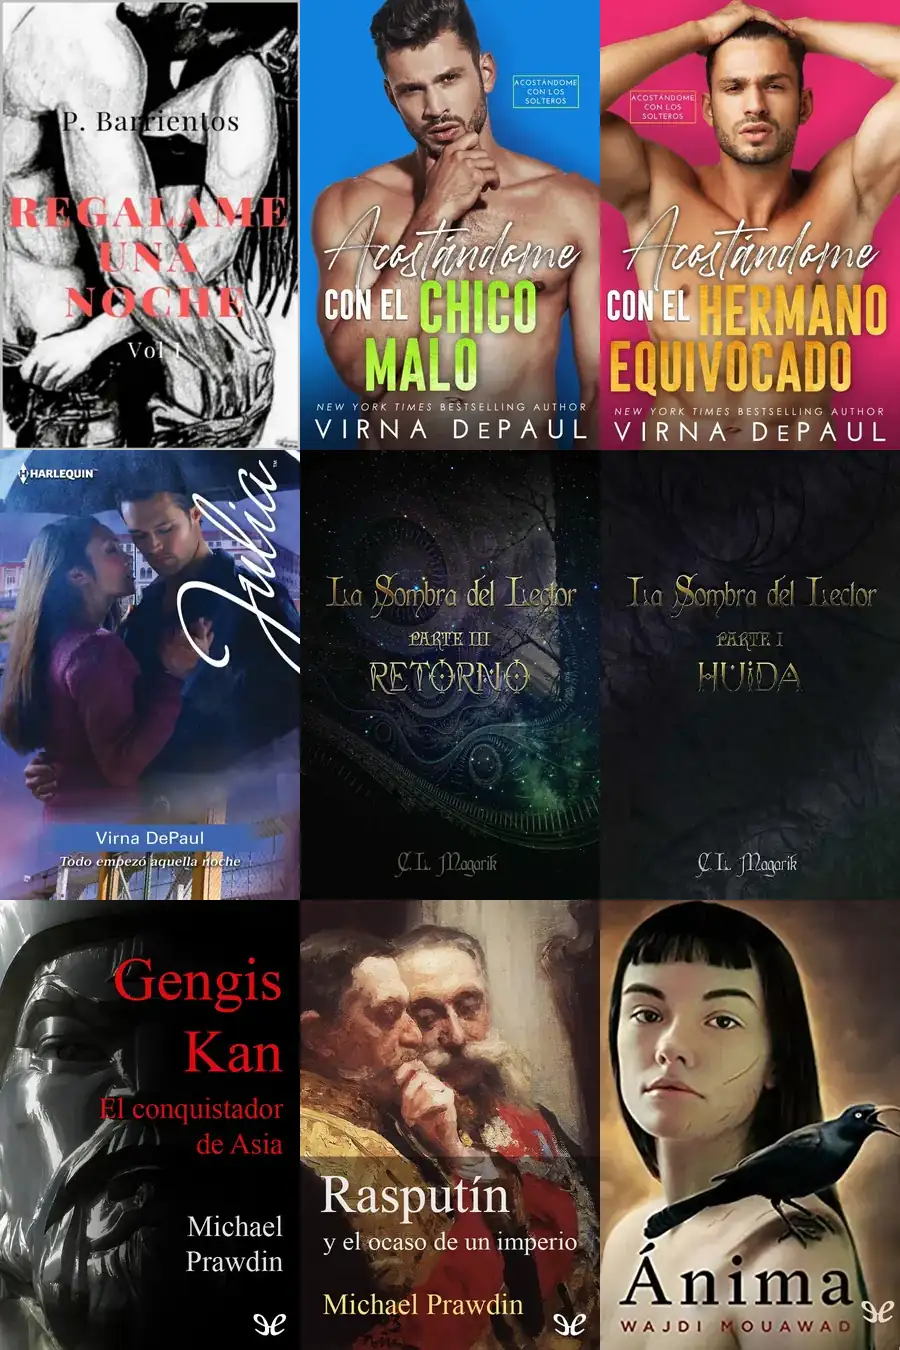 P. Barrientos
REGALAME
UNA
NOCHE
Vol I
ACOSTÁNDOME
CON LOS
SOLTEROS
Acostándome
CON EL CHICO
MALO
NEW YORK TIMES BESTSELLING AUTHOR
VIRNA DEPAUL
ACOSTÁNDOME
CON LOS
SOLTEROS
Acostándome
CON EL HERMANO
EQUIVOCADO
NEW YORK TIMES BESTSELLING AUTHOR
VIRNA DEPAUL
HARLEQUIN™
Julia™
Virna DePaul
Todo empezó aquella noche
La Sombra del Lector
PARTE III
RETORNO
C.L. Magarik
La Sombra del Lector
PARTE I
HUIDA
C.L. Magarik
Gengis
Kan
El conquistador
de Asia
Michael
Prawdin
Rasputín
y el ocaso de un imperio
Michael Prawdin
Ánima
WAJDI MOUAWAD